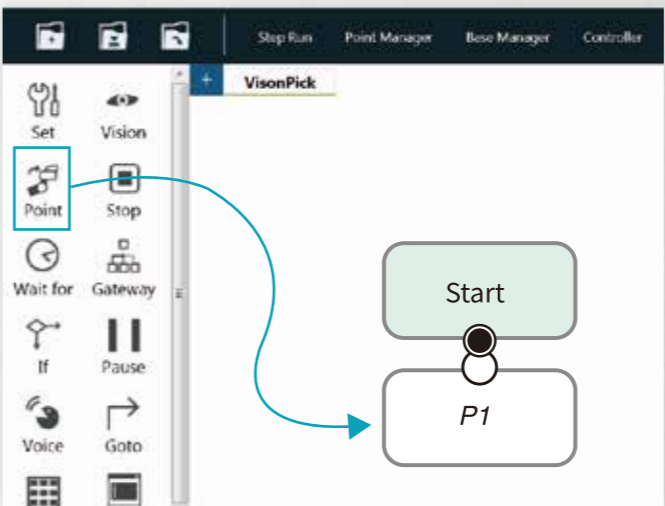 Step Run Point Manager Base Manager Controller
+ VisonPick
Set Vision
Point Stop
Wait for Gateway
If Pause
Voice Goto
Start
P1